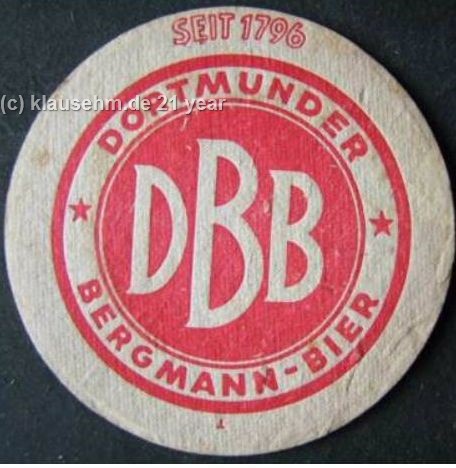 SEIT 1796
(c) klausehm.de 21 year
DORTMUNDER
DBB
BERGMANN-BIER
T